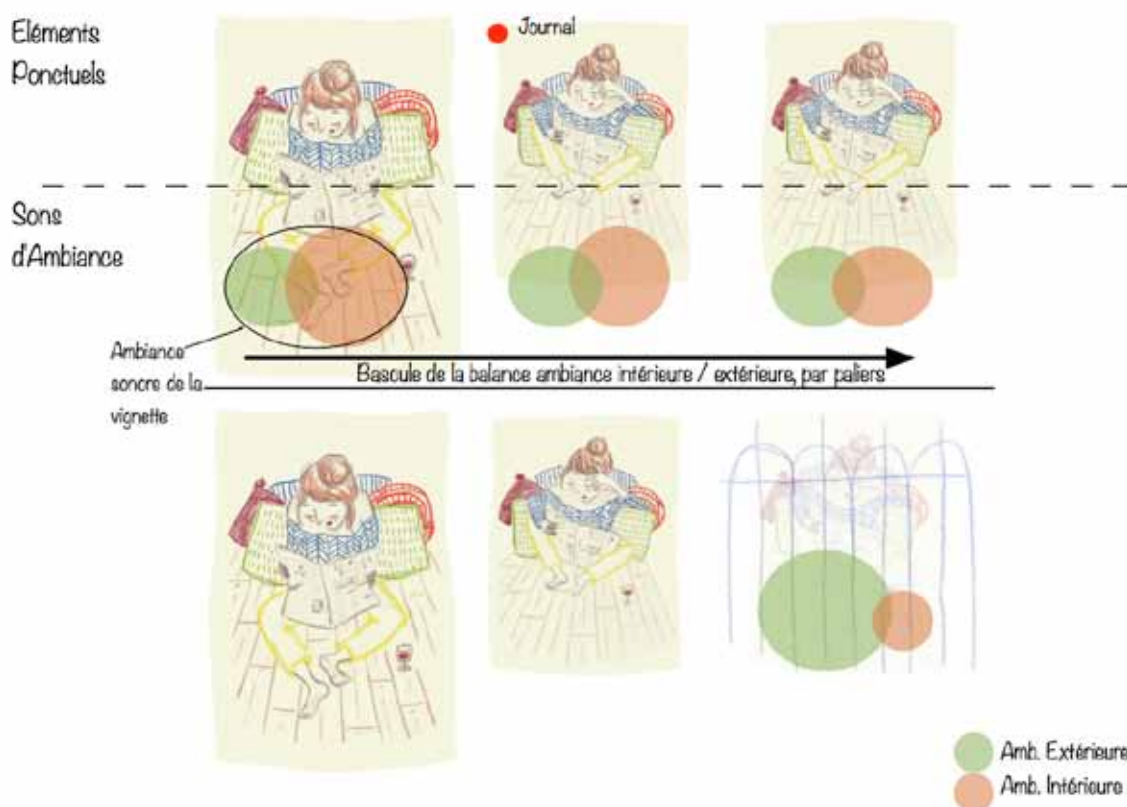 Eléments
Ponctuels
Journal
Sons
d'Ambiance
Ambiance
sonore de la
vignette
Bascule de la balance ambiance intérieure / extérieure, par paliers
Amb. Extérieure
Amb. Intérieure